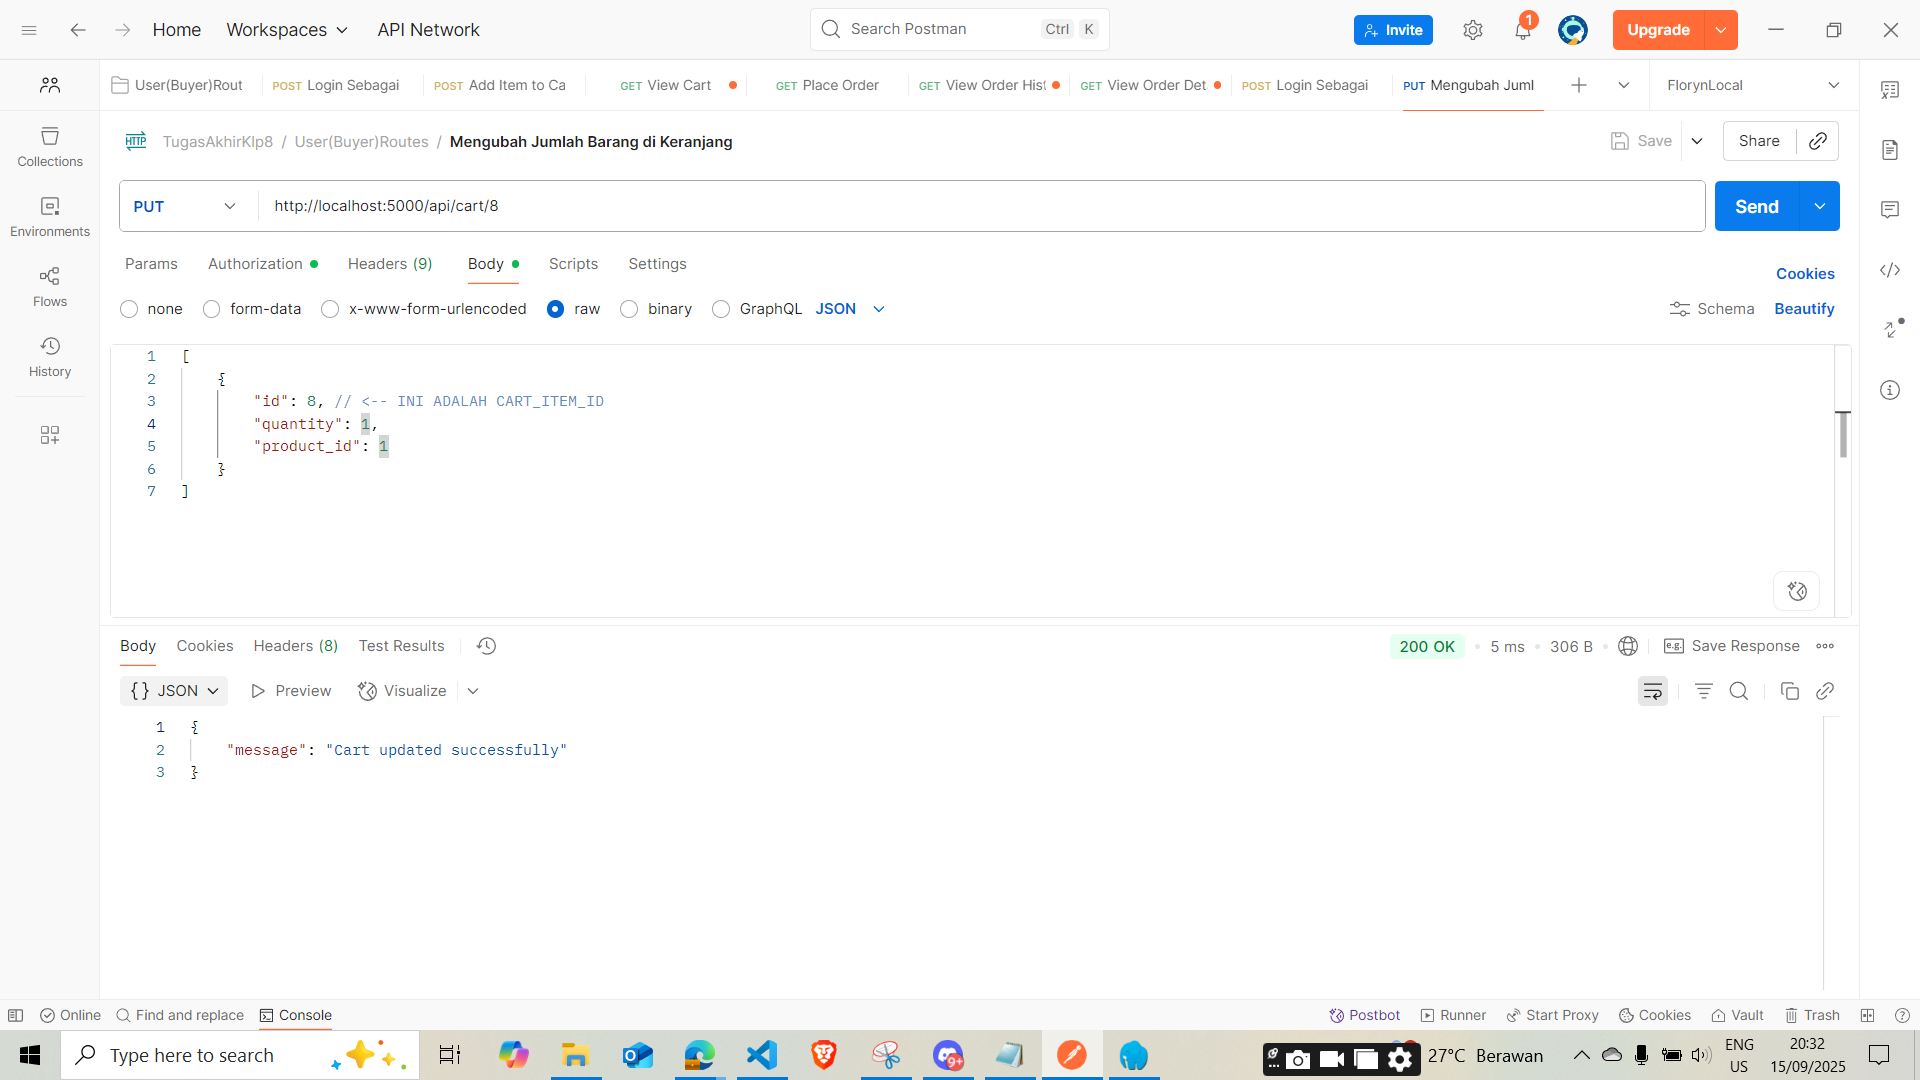 Home
Workspaces
API Network
Search Postman
Ctrl K
Invite
1
Upgrade
User(Buyer)Rout
POST Login Sebagai
POST Add Item to Ca
GET View Cart
GET Place Order
GET View Order His
GET View Order Det
POST Login Sebagai
PUT Mengubah Juml
FlorynLocal
Collections
Environments
Flows
History
HTTP
TugasAkhirKlp8 / User(Buyer)Routes / Mengubah Jumlah Barang di Keranjang
Save
Share
PUT
http://localhost:5000/api/cart/8
Send
Params
Authorization
Headers (9)
Body
Scripts
Settings
Cookies
none
form-data
x-www-form-urlencoded
raw
binary
GraphQL
JSON
Schema
Beautify
1 [
2 {
3 "id": 8, // <-- INI ADALAH CART_ITEM_ID
4 "quantity": 1,
5 "product_id": 1
6 }
7 ]
Body
Cookies
Headers (8)
Test Results
200 OK
5 ms
306 B
e.g.
Save Response
{} JSON
Preview
Visualize
1 {
2 "message": "Cart updated successfully"
3 }
Online
Find and replace
Console
Postbot
Runner
Start Proxy
Cookies
Vault
Trash
Type here to search
9+
27°C Berawan
ENG
US
20:32
15/09/2025